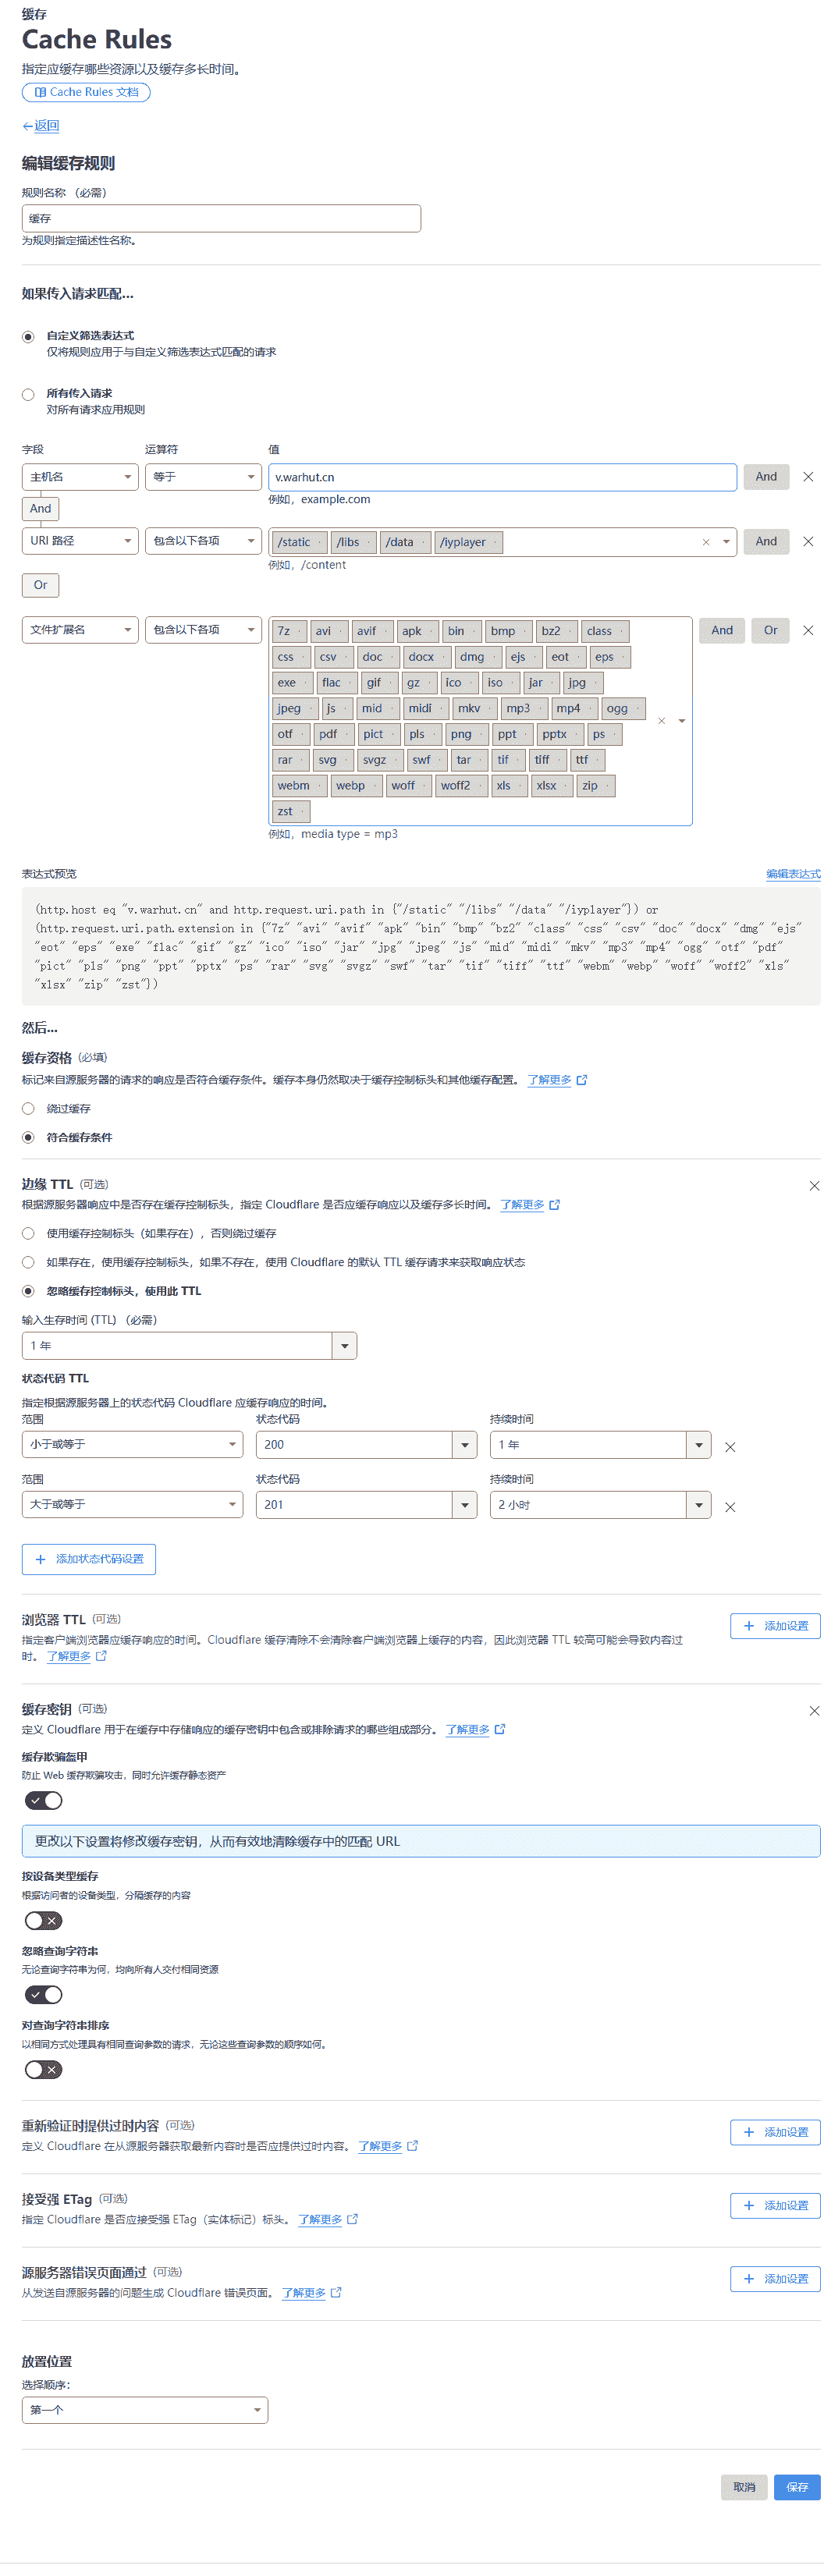 缓存
Cache Rules
指定应缓存哪些资源以及缓存多长时间。
Cache Rules 文档
←返回
编辑缓存规则
规则名称 （必需）
缓存
为规则指定描述性名称。
如果传入请求匹配...
自定义筛选表达式
仅将规则应用于与自定义筛选表达式匹配的请求
所有传入请求
对所有请求应用规则
字段 运算符 值
主机名 等于 v.warhut.cn And
例如，example.com
And
URI 路径 包含以下各项 /static /libs /data /iyplayer And
例如，/content
Or
文件扩展名 包含以下各项 7z avi avif apk bin bmp bz2 class And Or
css csv doc docx dmg ejs eot eps
exe flac gif gz ico iso jar jpg
jpeg js mid midi mkv mp3 mp4 ogg
otf pdf pict pls png ppt pptx ps
rar svg svgz swf tar tif tiff ttf
webm webp woff woff2 xls xlsx zip
zst
例如，media type = mp3
表达式预览 编辑表达式
(http.host eq "v.warhut.cn" and http.request.uri.path in {"/static" "/libs" "/data" "/iyplayer"}) or
(http.request.uri.path.extension in {"7z" "avi" "avif" "apk" "bin" "bmp" "bz2" "class" "css" "csv" "doc" "docx" "dmg" "ejs"
"eot" "eps" "exe" "flac" "gif" "gz" "ico" "iso" "jar" "jpg" "jpeg" "js" "mid" "midi" "mkv" "mp3" "mp4" "ogg" "otf" "pdf"
"pict" "pls" "png" "ppt" "pptx" "ps" "rar" "svg" "svgz" "swf" "tar" "tif" "tiff" "ttf" "webm" "webp" "woff" "woff2" "xls"
"xlsx" "zip" "zst"})
然后...
缓存资格 (必填)
标记来自源服务器的请求的响应是否符合缓存条件。缓存本身仍然取决于缓存控制标头和其他缓存配置。 了解更多
绕过缓存
符合缓存条件
边缘 TTL (可选)
根据源服务器响应中是否存在缓存控制标头，指定 Cloudflare 是否应缓存响应以及缓存多长时间。 了解更多
使用缓存控制标头（如果存在），否则绕过缓存
如果存在，使用缓存控制标头，如果不存在，使用 Cloudflare 的默认 TTL 缓存请求来获取响应状态
忽略缓存控制标头，使用此 TTL
输入生存时间 (TTL) （必需）
1 年
状态代码 TTL
指定根据源服务器上的状态代码 Cloudflare 应缓存响应的时间。
范围 状态代码 持续时间
小于或等于 200 1 年
范围 状态代码 持续时间
大于或等于 201 2 小时
+ 添加状态代码设置
浏览器 TTL (可选)
+ 添加设置
指定客户端浏览器应缓存响应的时间。Cloudflare 缓存清除不会清除客户端浏览器上缓存的内容，因此浏览器 TTL 较高可能会导致内容过
时。 了解更多
缓存密钥 (可选)
定义 Cloudflare 用于在缓存中存储响应的缓存密钥中包含或排除请求的哪些组成部分。 了解更多
缓存欺骗盔甲
防止 Web 缓存欺骗攻击，同时允许缓存静态资产
更改以下设置将修改缓存密钥，从而有效地清除缓存中的匹配 URL
按设备类型缓存
根据访问者的设备类型，分隔缓存的内容
忽略查询字符串
无论查询字符串为何，均向所有人交付相同资源
对查询字符串排序
以相同方式处理具有相同查询参数的请求，无论这些查询参数的顺序如何。
重新验证时提供过时内容 (可选)
+ 添加设置
定义 Cloudflare 在从源服务器获取最新内容时是否应提供过时内容。 了解更多
接受强 ETag (可选)
+ 添加设置
指定 Cloudflare 是否应接受强 ETag（实体标记）标头。 了解更多
源服务器错误页面通过 (可选)
+ 添加设置
从发送自源服务器的问题生成 Cloudflare 错误页面。 了解更多
放置位置
选择顺序：
第一个
取消 保存